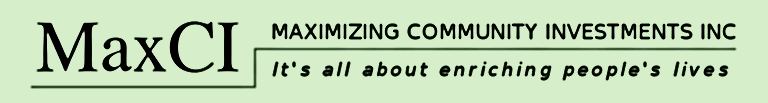 MaxCI
MAXIMIZING COMMUNITY INVESTMENTS INC
It's all about enriching people's lives